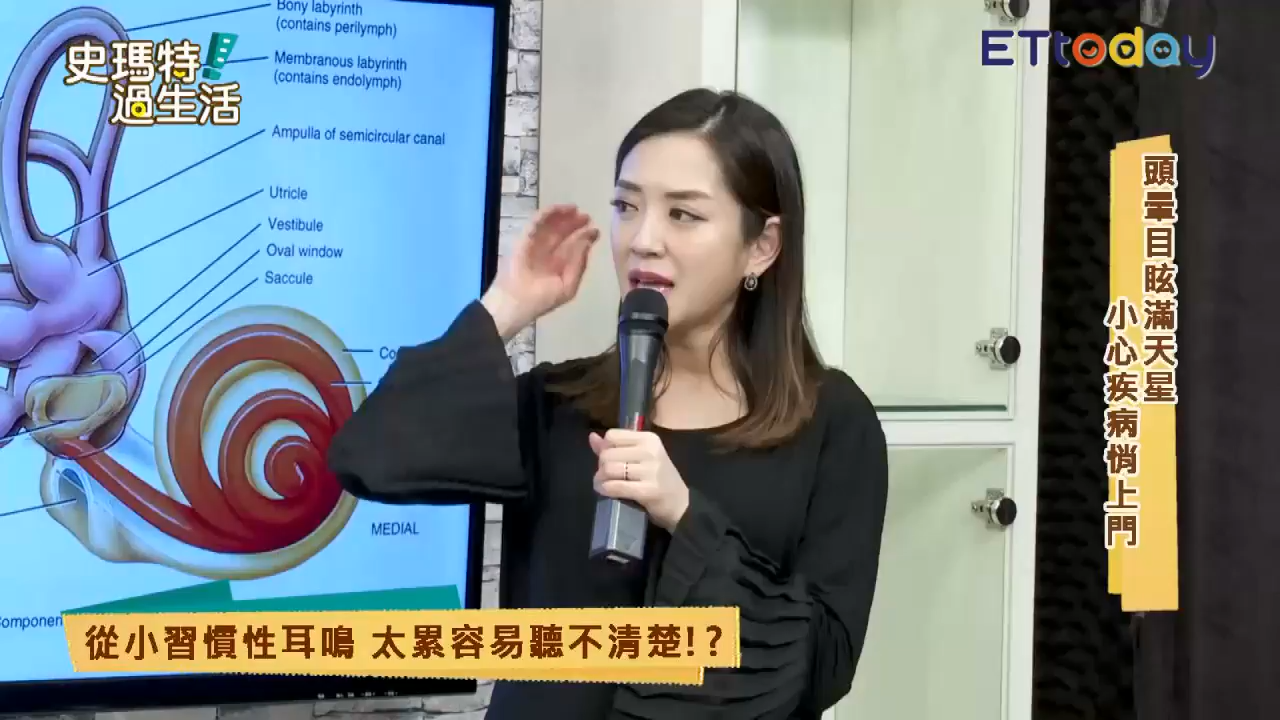 Bony labyrinth
(contains perilymph)
Membranous labyrinth
(contains endolymph)
Ampulla of semicircular canal
Utricle
Vestibule
Oval window
Saccule
MEDIAL
史瑪特!
過生活
ETtoday
頭暈目眩滿天星
小心疾病悄上門
從小習慣性耳鳴 太累容易聽不清楚!?